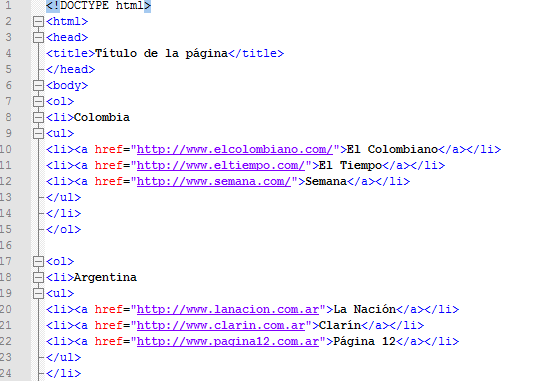 1 <!DOCTYPE html>
2 <html>
3 <head>
4 <title>Título de la página</title>
5 </head>
6 <body>
7 <ol>
8 <li>Colombia
9 <ul>
10 <li><a href="http://www.elcolombiano.com/">El Colombiano</a></li>
11 <li><a href="http://www.eltiempo.com/">El Tiempo</a></li>
12 <li><a href="http://www.semana.com/">Semana</a></li>
13 </ul>
14 </li>
15 </ol>
16
17 <ol>
18 <li>Argentina
19 <ul>
20 <li><a href="http://www.lanacion.com.ar">La Nación</a></li>
21 <li><a href="http://www.clarin.com.ar">Clarín</a></li>
22 <li><a href="http://www.pagina12.com.ar">Página 12</a></li>
23 </ul>
24 </li>